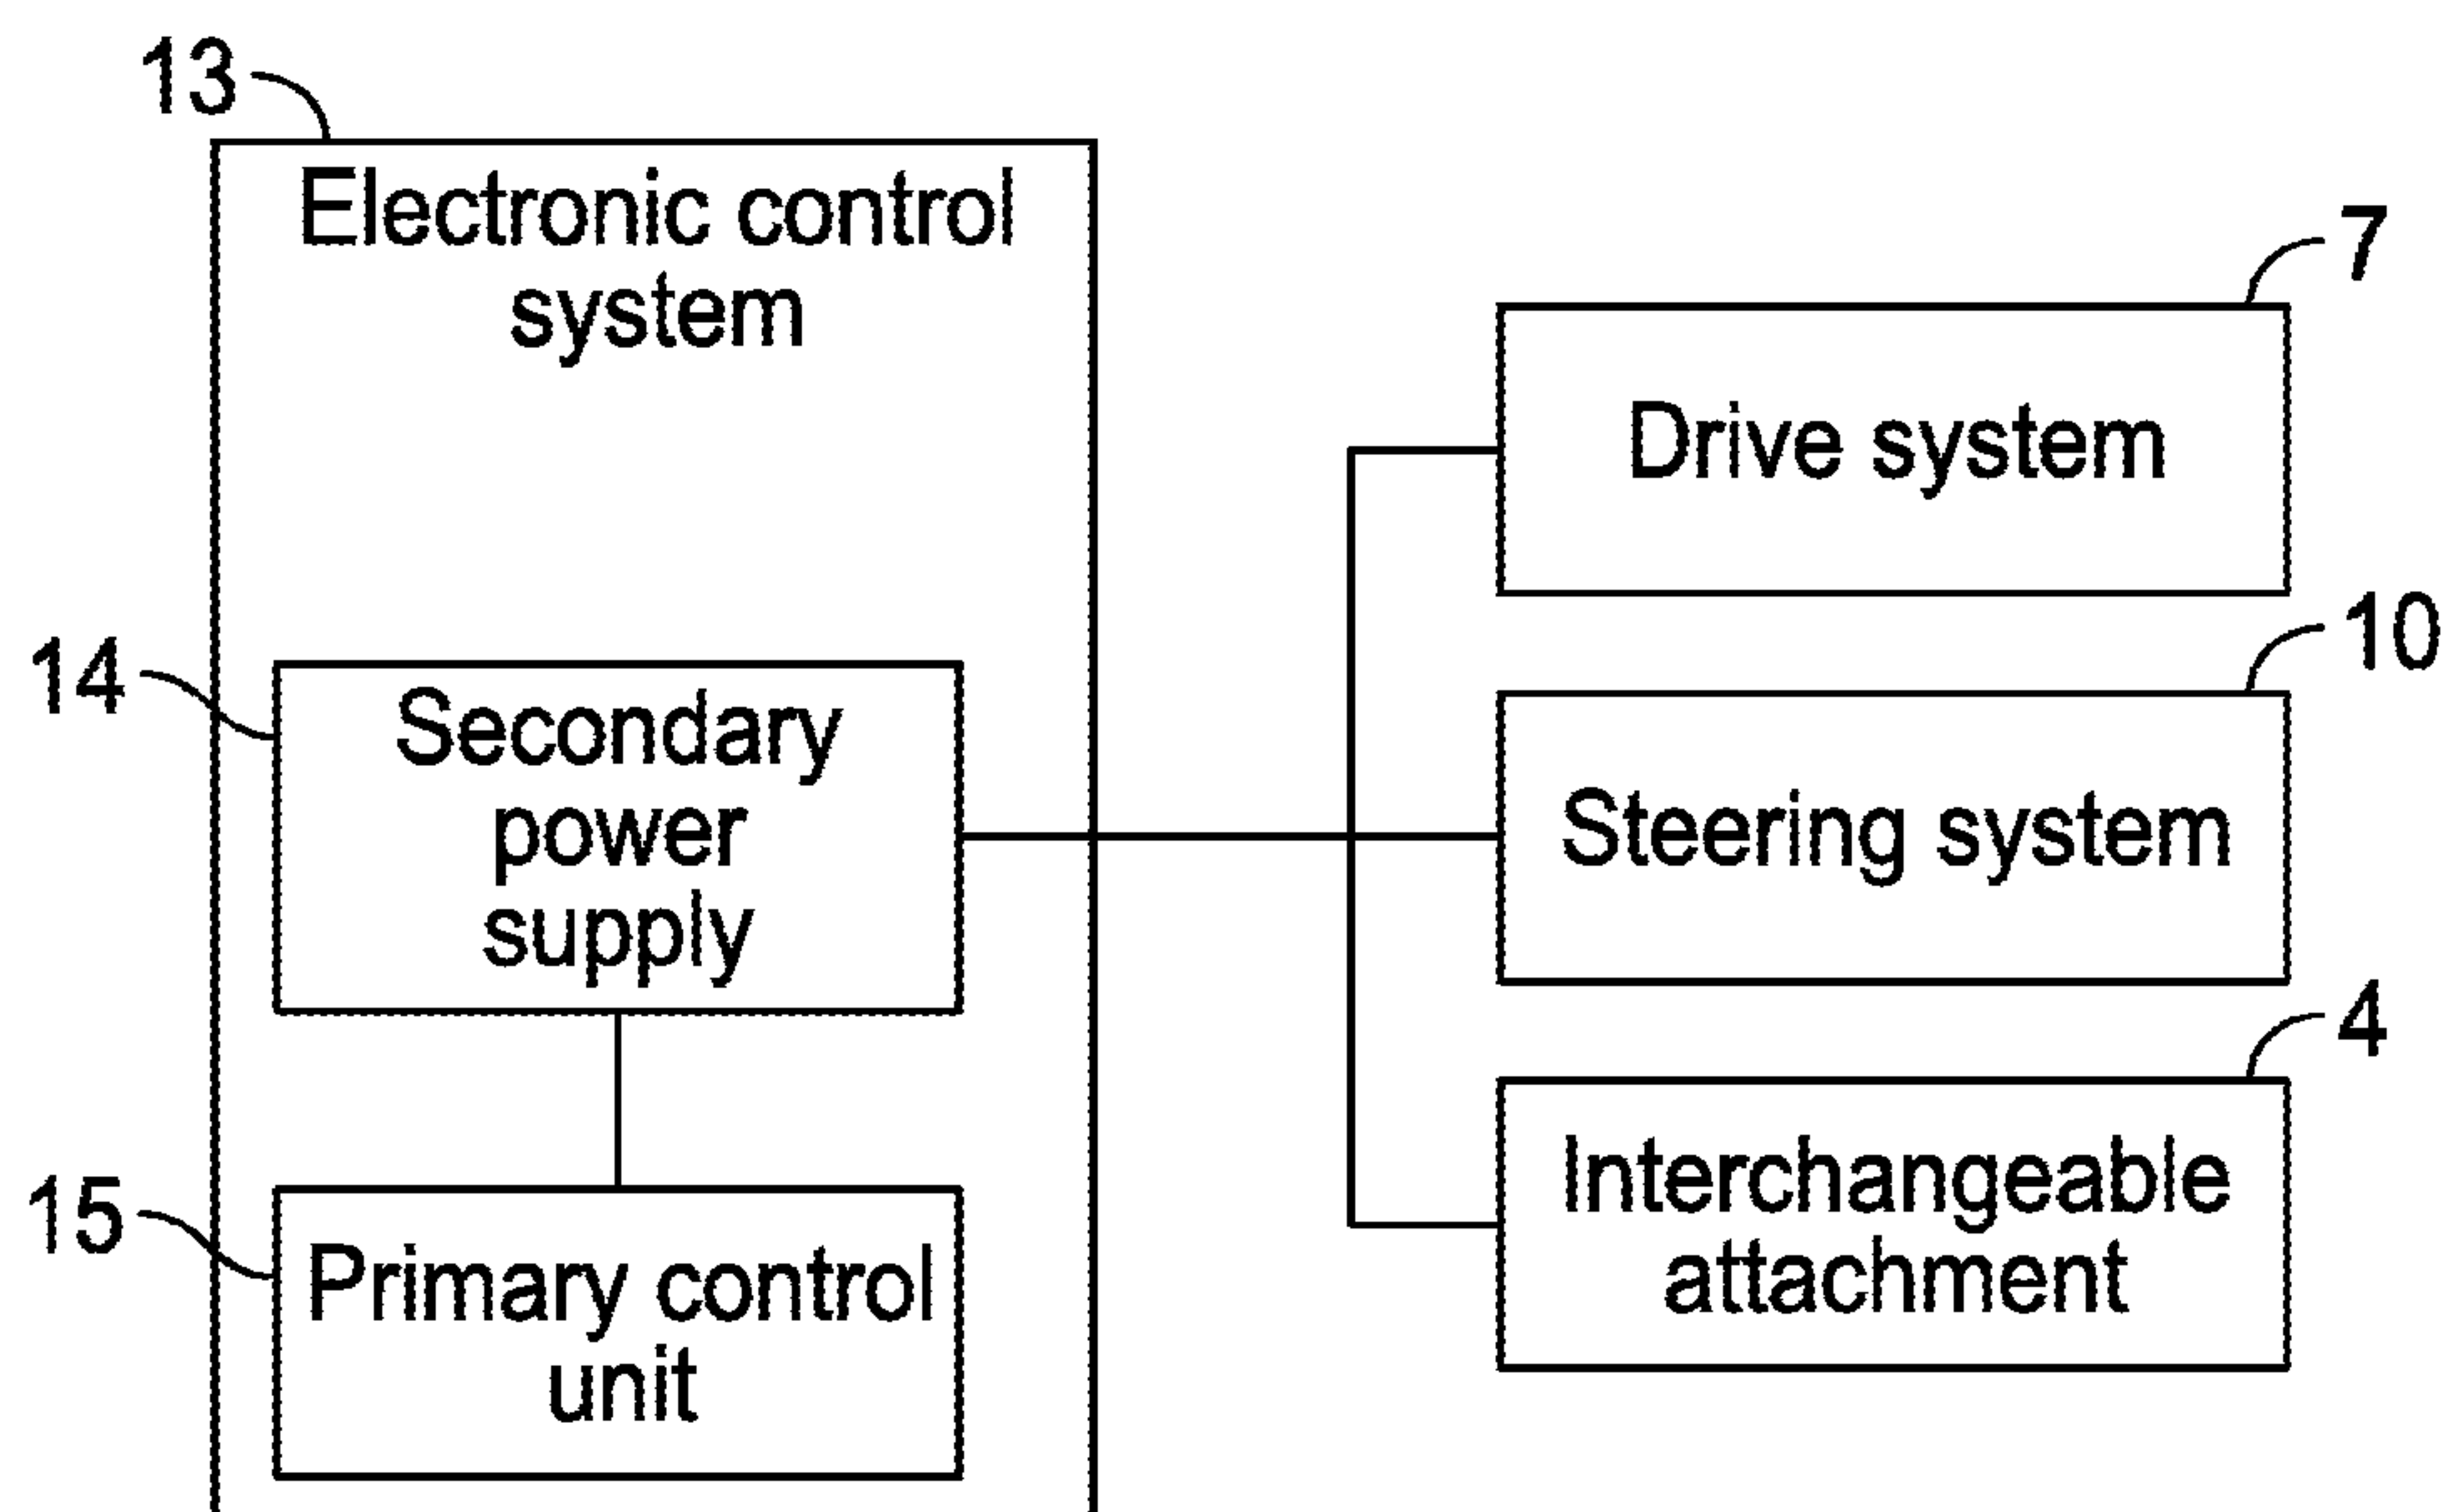 13
Electronic control
system
7
Drive system
14
Secondary
power
supply
10
Steering system
15
Primary control
unit
4
Interchangeable
attachment